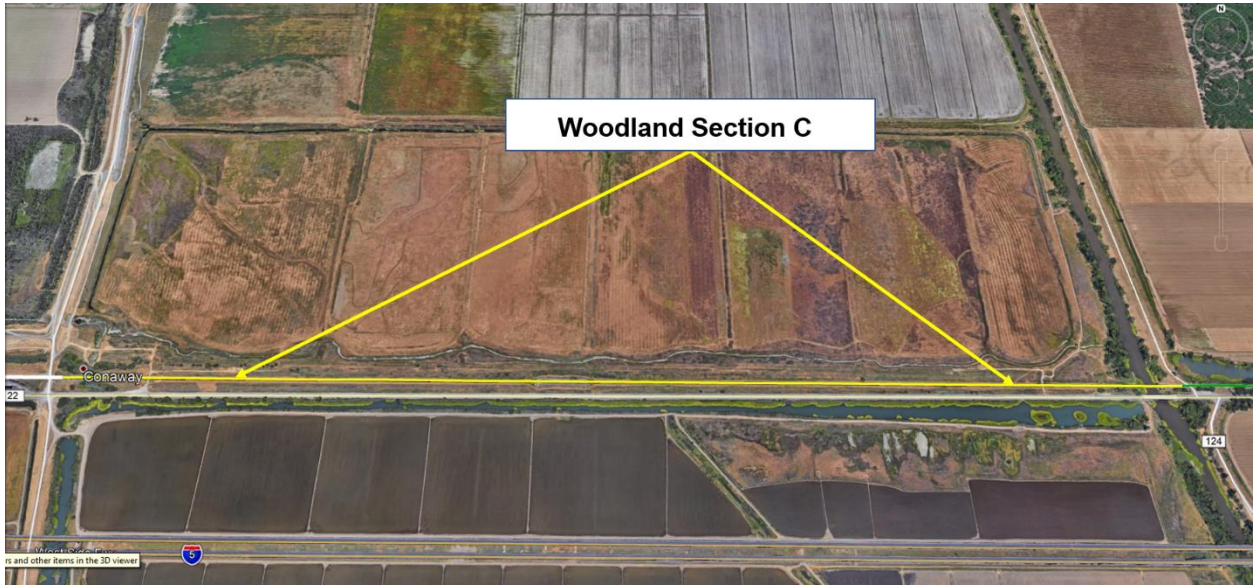 N
Woodland Section C
Conaway
22
124
5
rs and other items in the 3D viewer